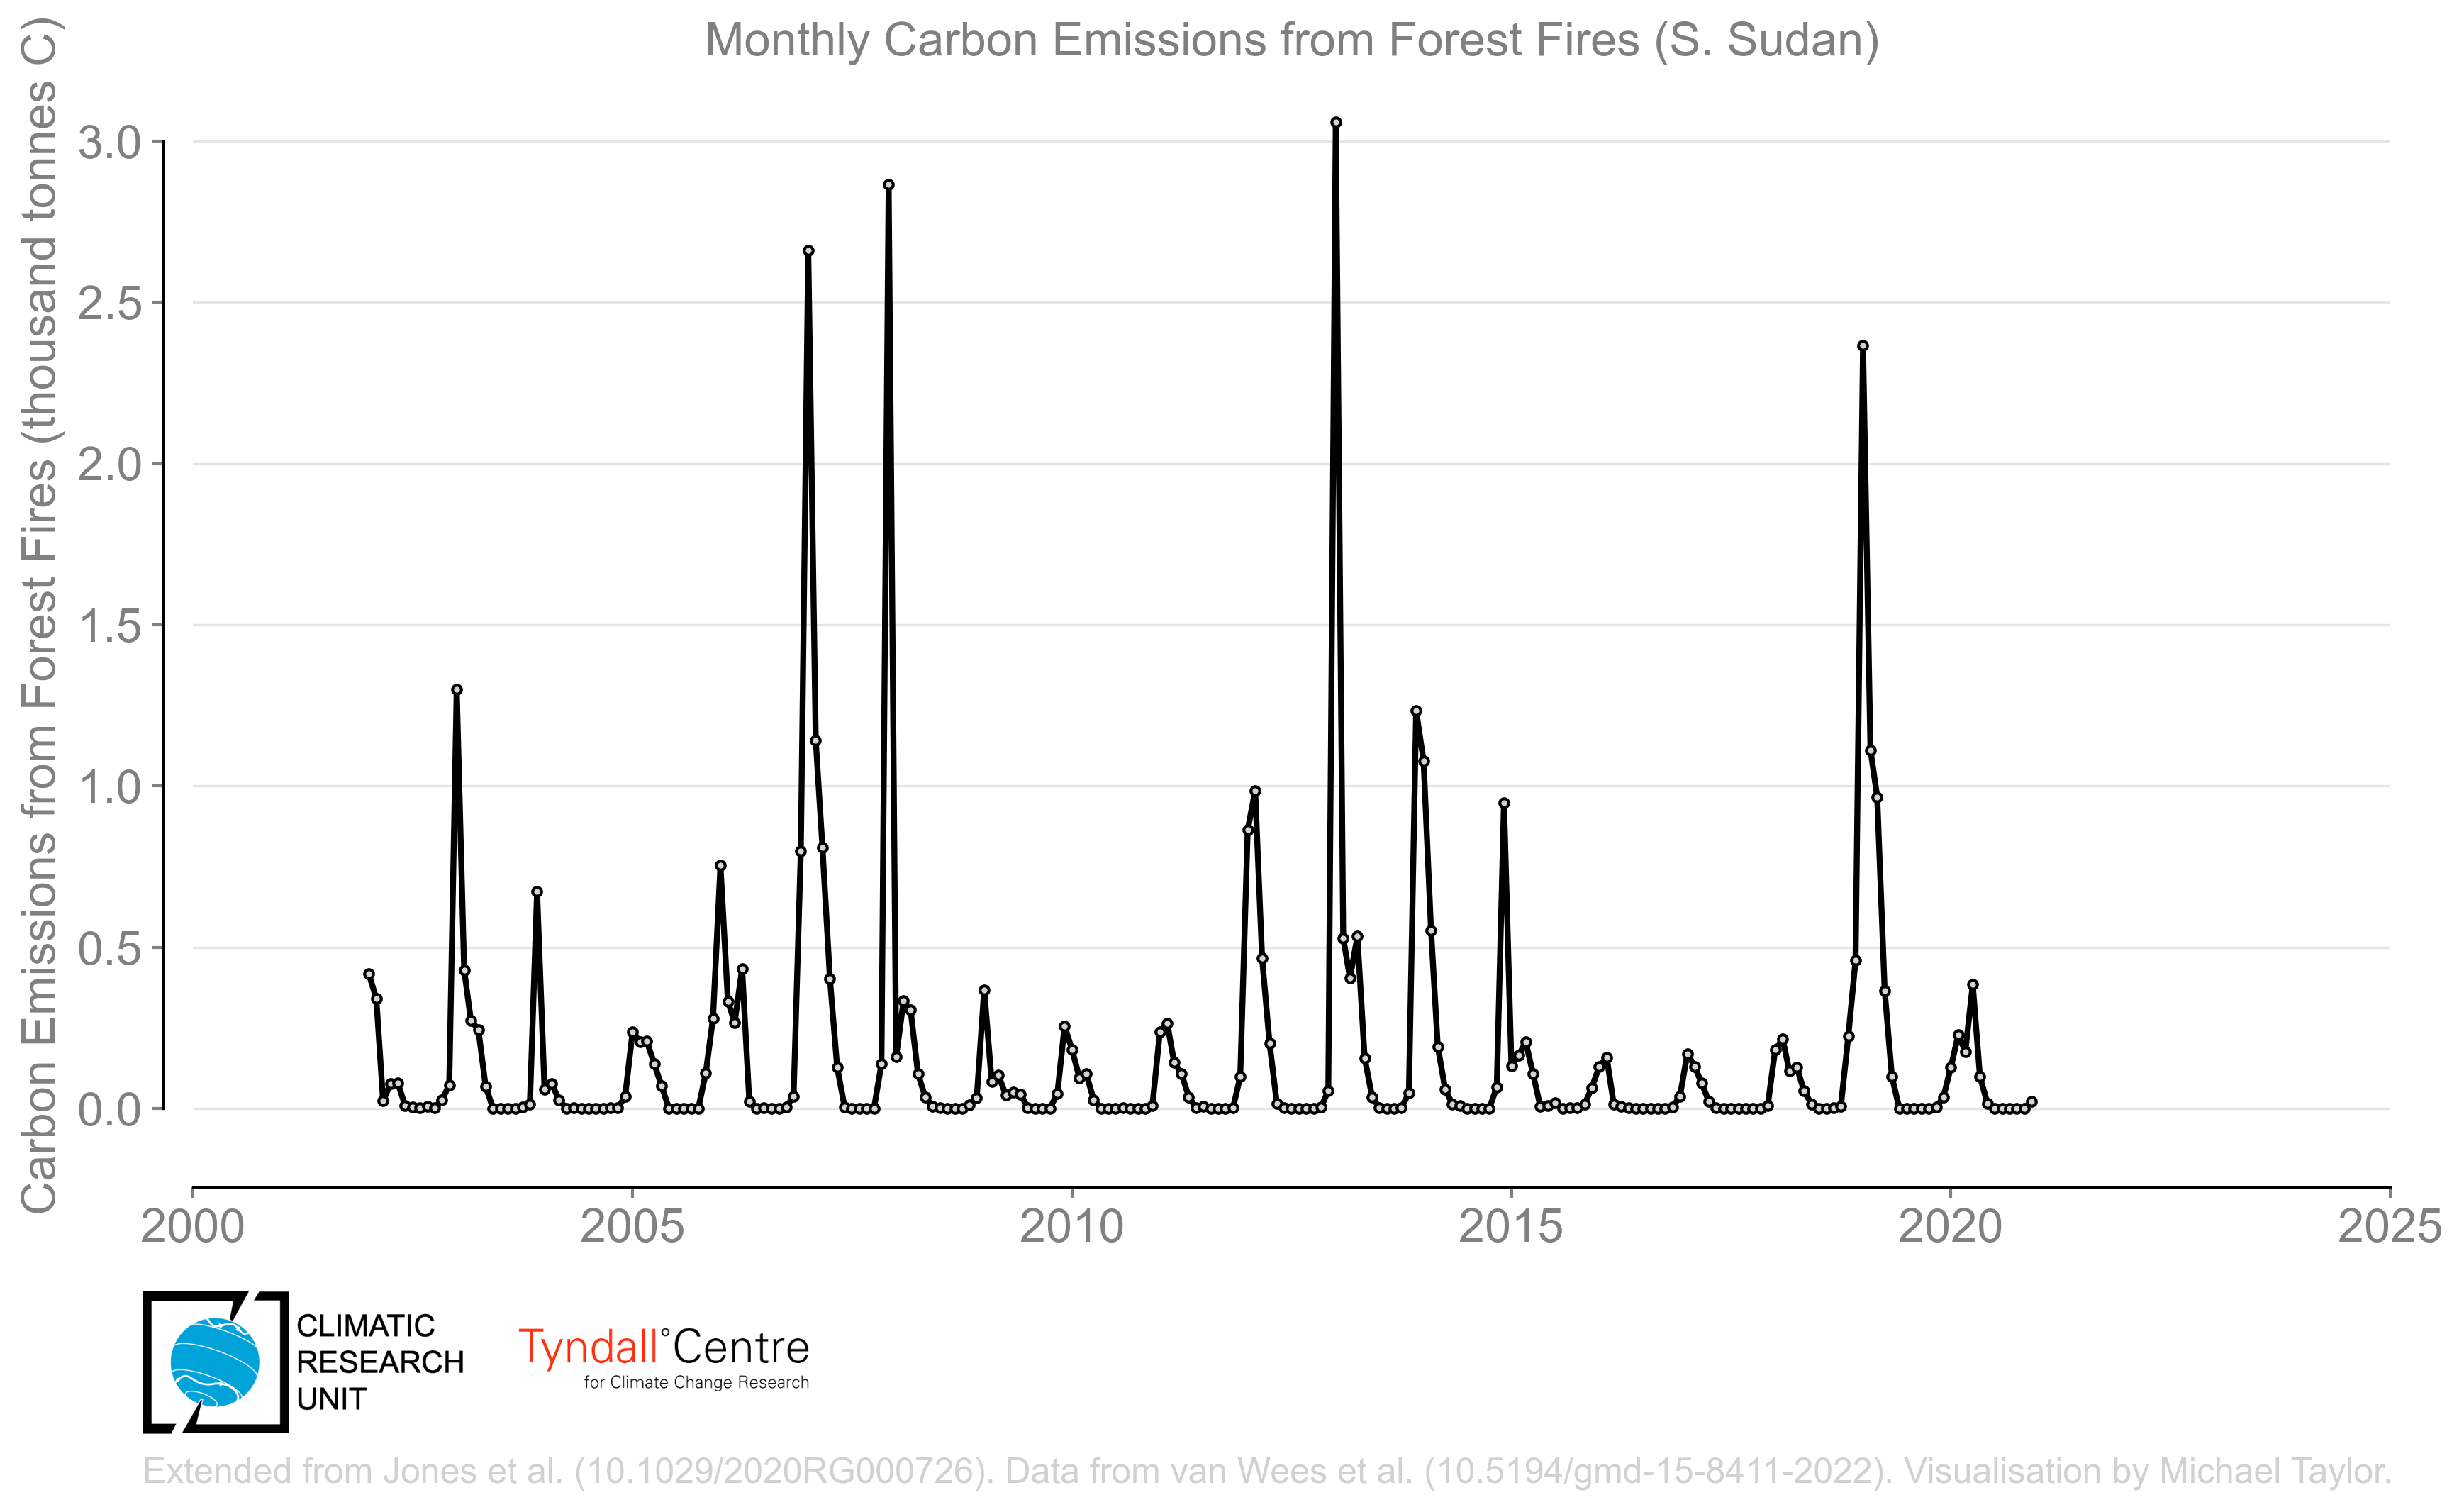 Monthly Carbon Emissions from Forest Fires (S. Sudan)
Carbon Emissions from Forest Fires (thousand tonnes C)
3.0
2.5
2.0
1.5
1.0
0.5
0.0
2000
2005
2010
2015
2020
2025
CLIMATIC
RESEARCH
UNIT
Tyndall°Centre
for Climate Change Research
Extended from Jones et al. (10.1029/2020RG000726). Data from van Wees et al. (10.5194/gmd-15-8411-2022). Visualisation by Michael Taylor.